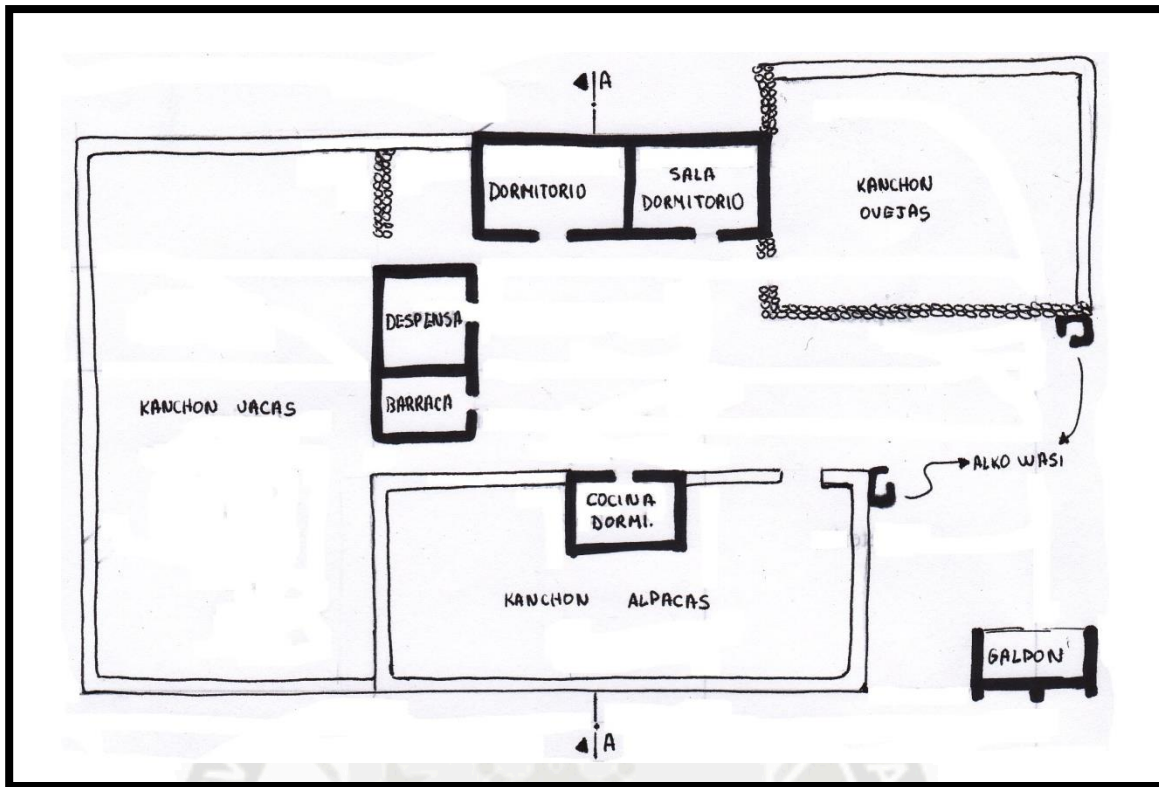 A
DORMITORIO
SALA
DORMITORIO
KANCHON
OVEJAS
DESPENSA
BARRACA
KANCHON VACAS
ALKO WASI
COCINA
DORMI.
KANCHON ALPACAS
GALPON
A